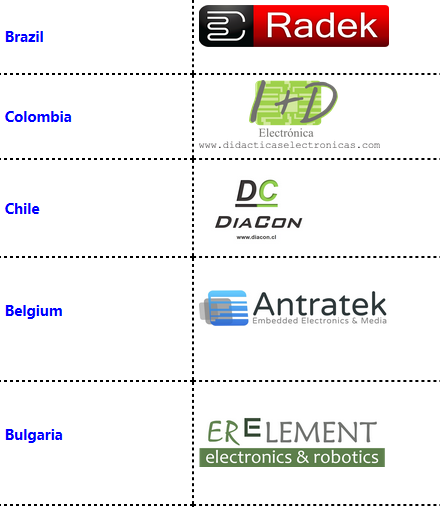 Brazil
Radek
Colombia
I+D
Electrónica
www.didacticaselectronicas.com
Chile
DC
DIACON
www.diacon.cl
Belgium
Antratek
Embedded Electronics & Media
Bulgaria
ERELEMENT
electronics & robotics